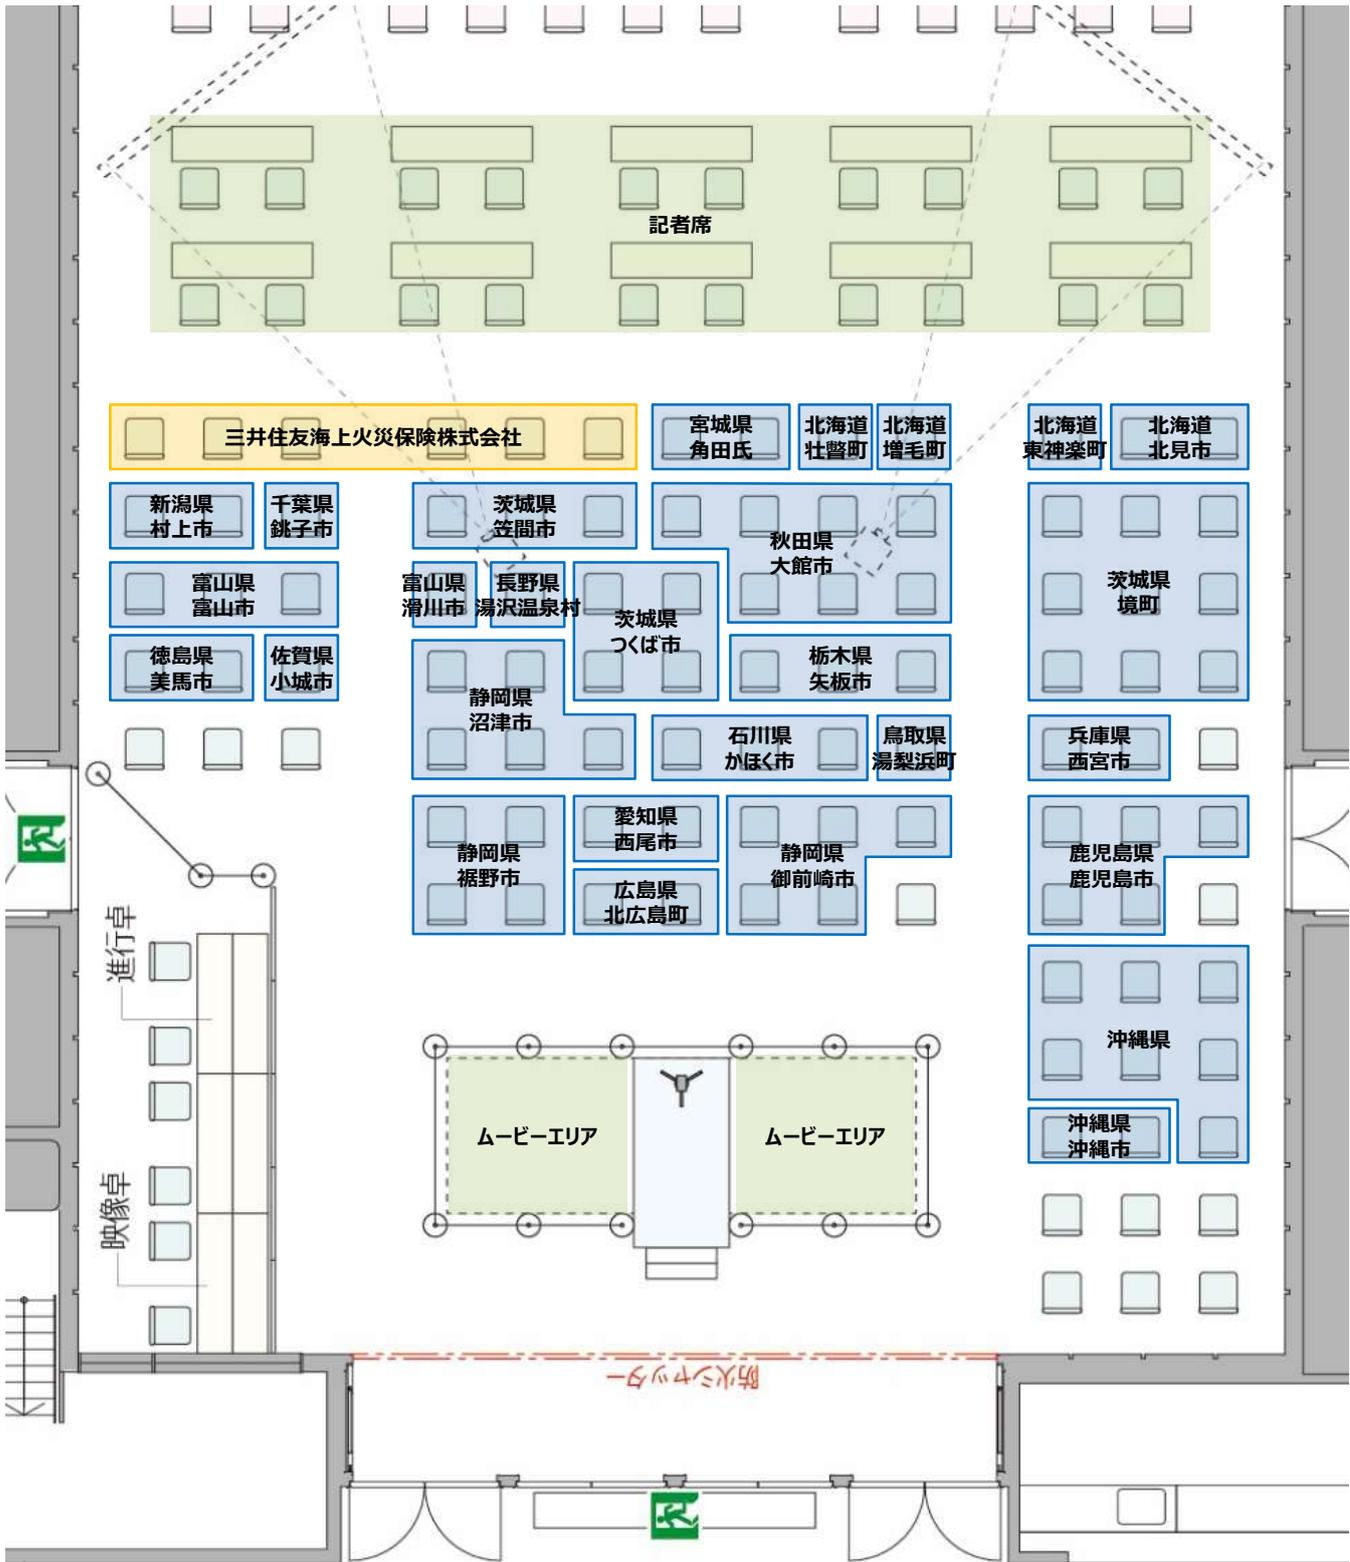 記者席
三井住友海上火災保険株式会社
宮城県
角田氏
北海道
壮瞥町
北海道
増毛町
北海道
東神楽町
北海道
北見市
新潟県
村上市
千葉県
銚子市
茨城県
笠間市
秋田県
大館市
茨城県
境町
富山県
富山市
富山県
滑川市
長野県
湯沢温泉村
茨城県
つくば市
徳島県
美馬市
佐賀県
小城市
静岡県
沼津市
栃木県
矢板市
石川県
かほく市
鳥取県
湯梨浜町
兵庫県
西宮市
静岡県
裾野市
愛知県
西尾市
広島県
北広島町
静岡県
御前崎市
鹿児島県
鹿児島市
進行卓
沖縄県
沖縄県
沖縄市
ムービーエリア
ムービーエリア
映像卓
防火シャッター